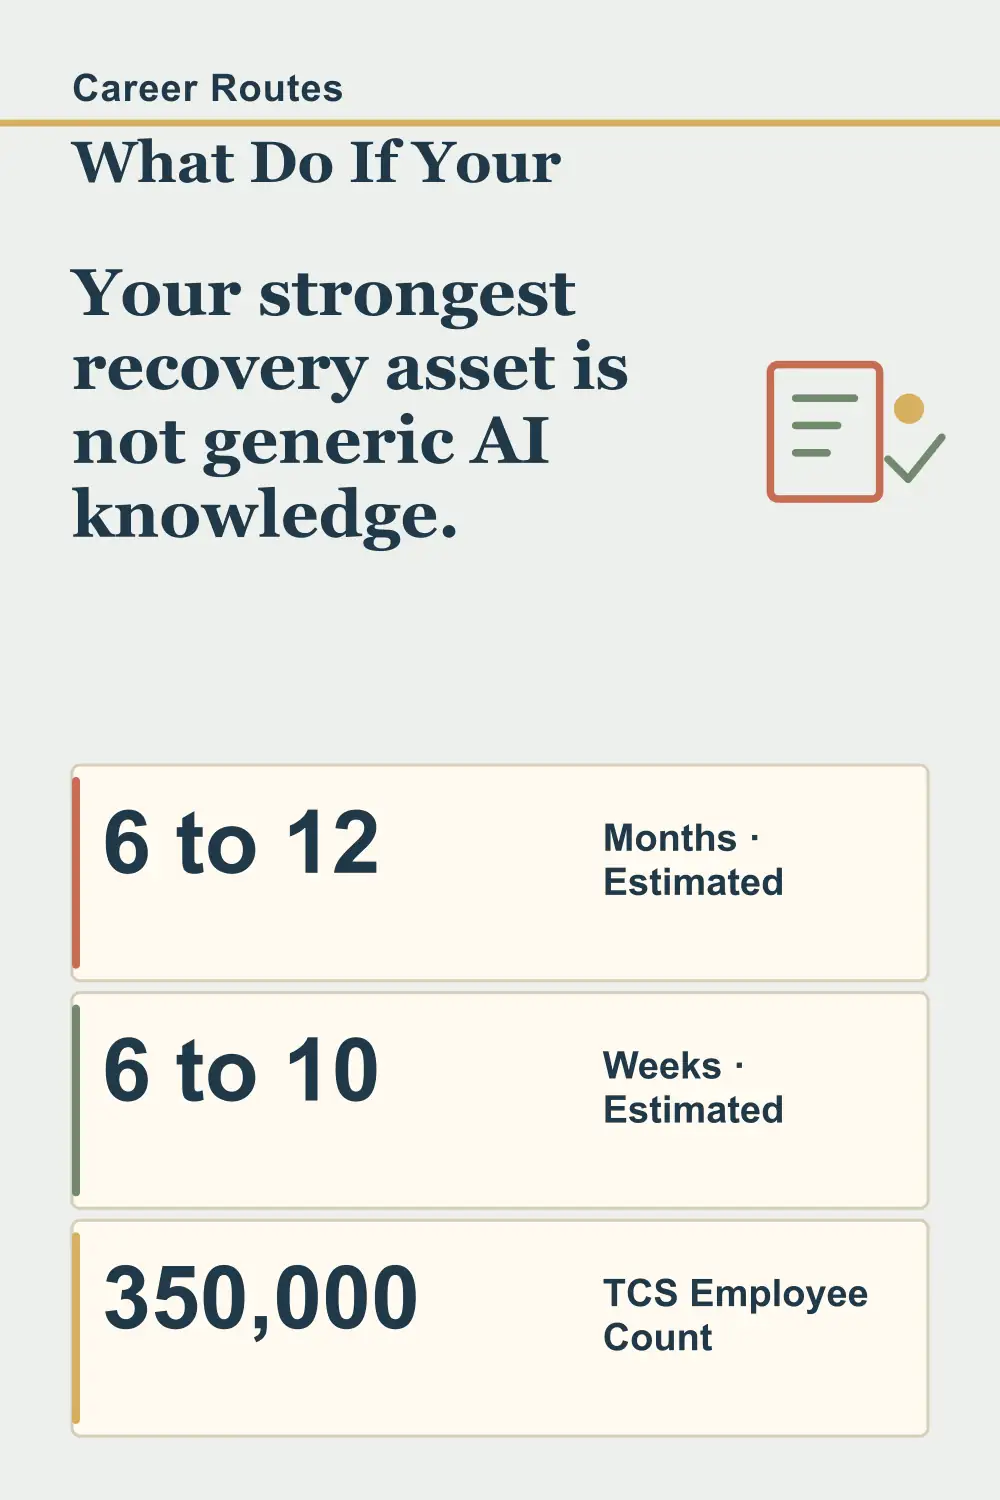 Career Routes
What Do If Your
Your strongest
recovery asset is
not generic AI
knowledge.
6 to 12
Months ·
Estimated
6 to 10
Weeks ·
Estimated
350,000
TCS Employee
Count